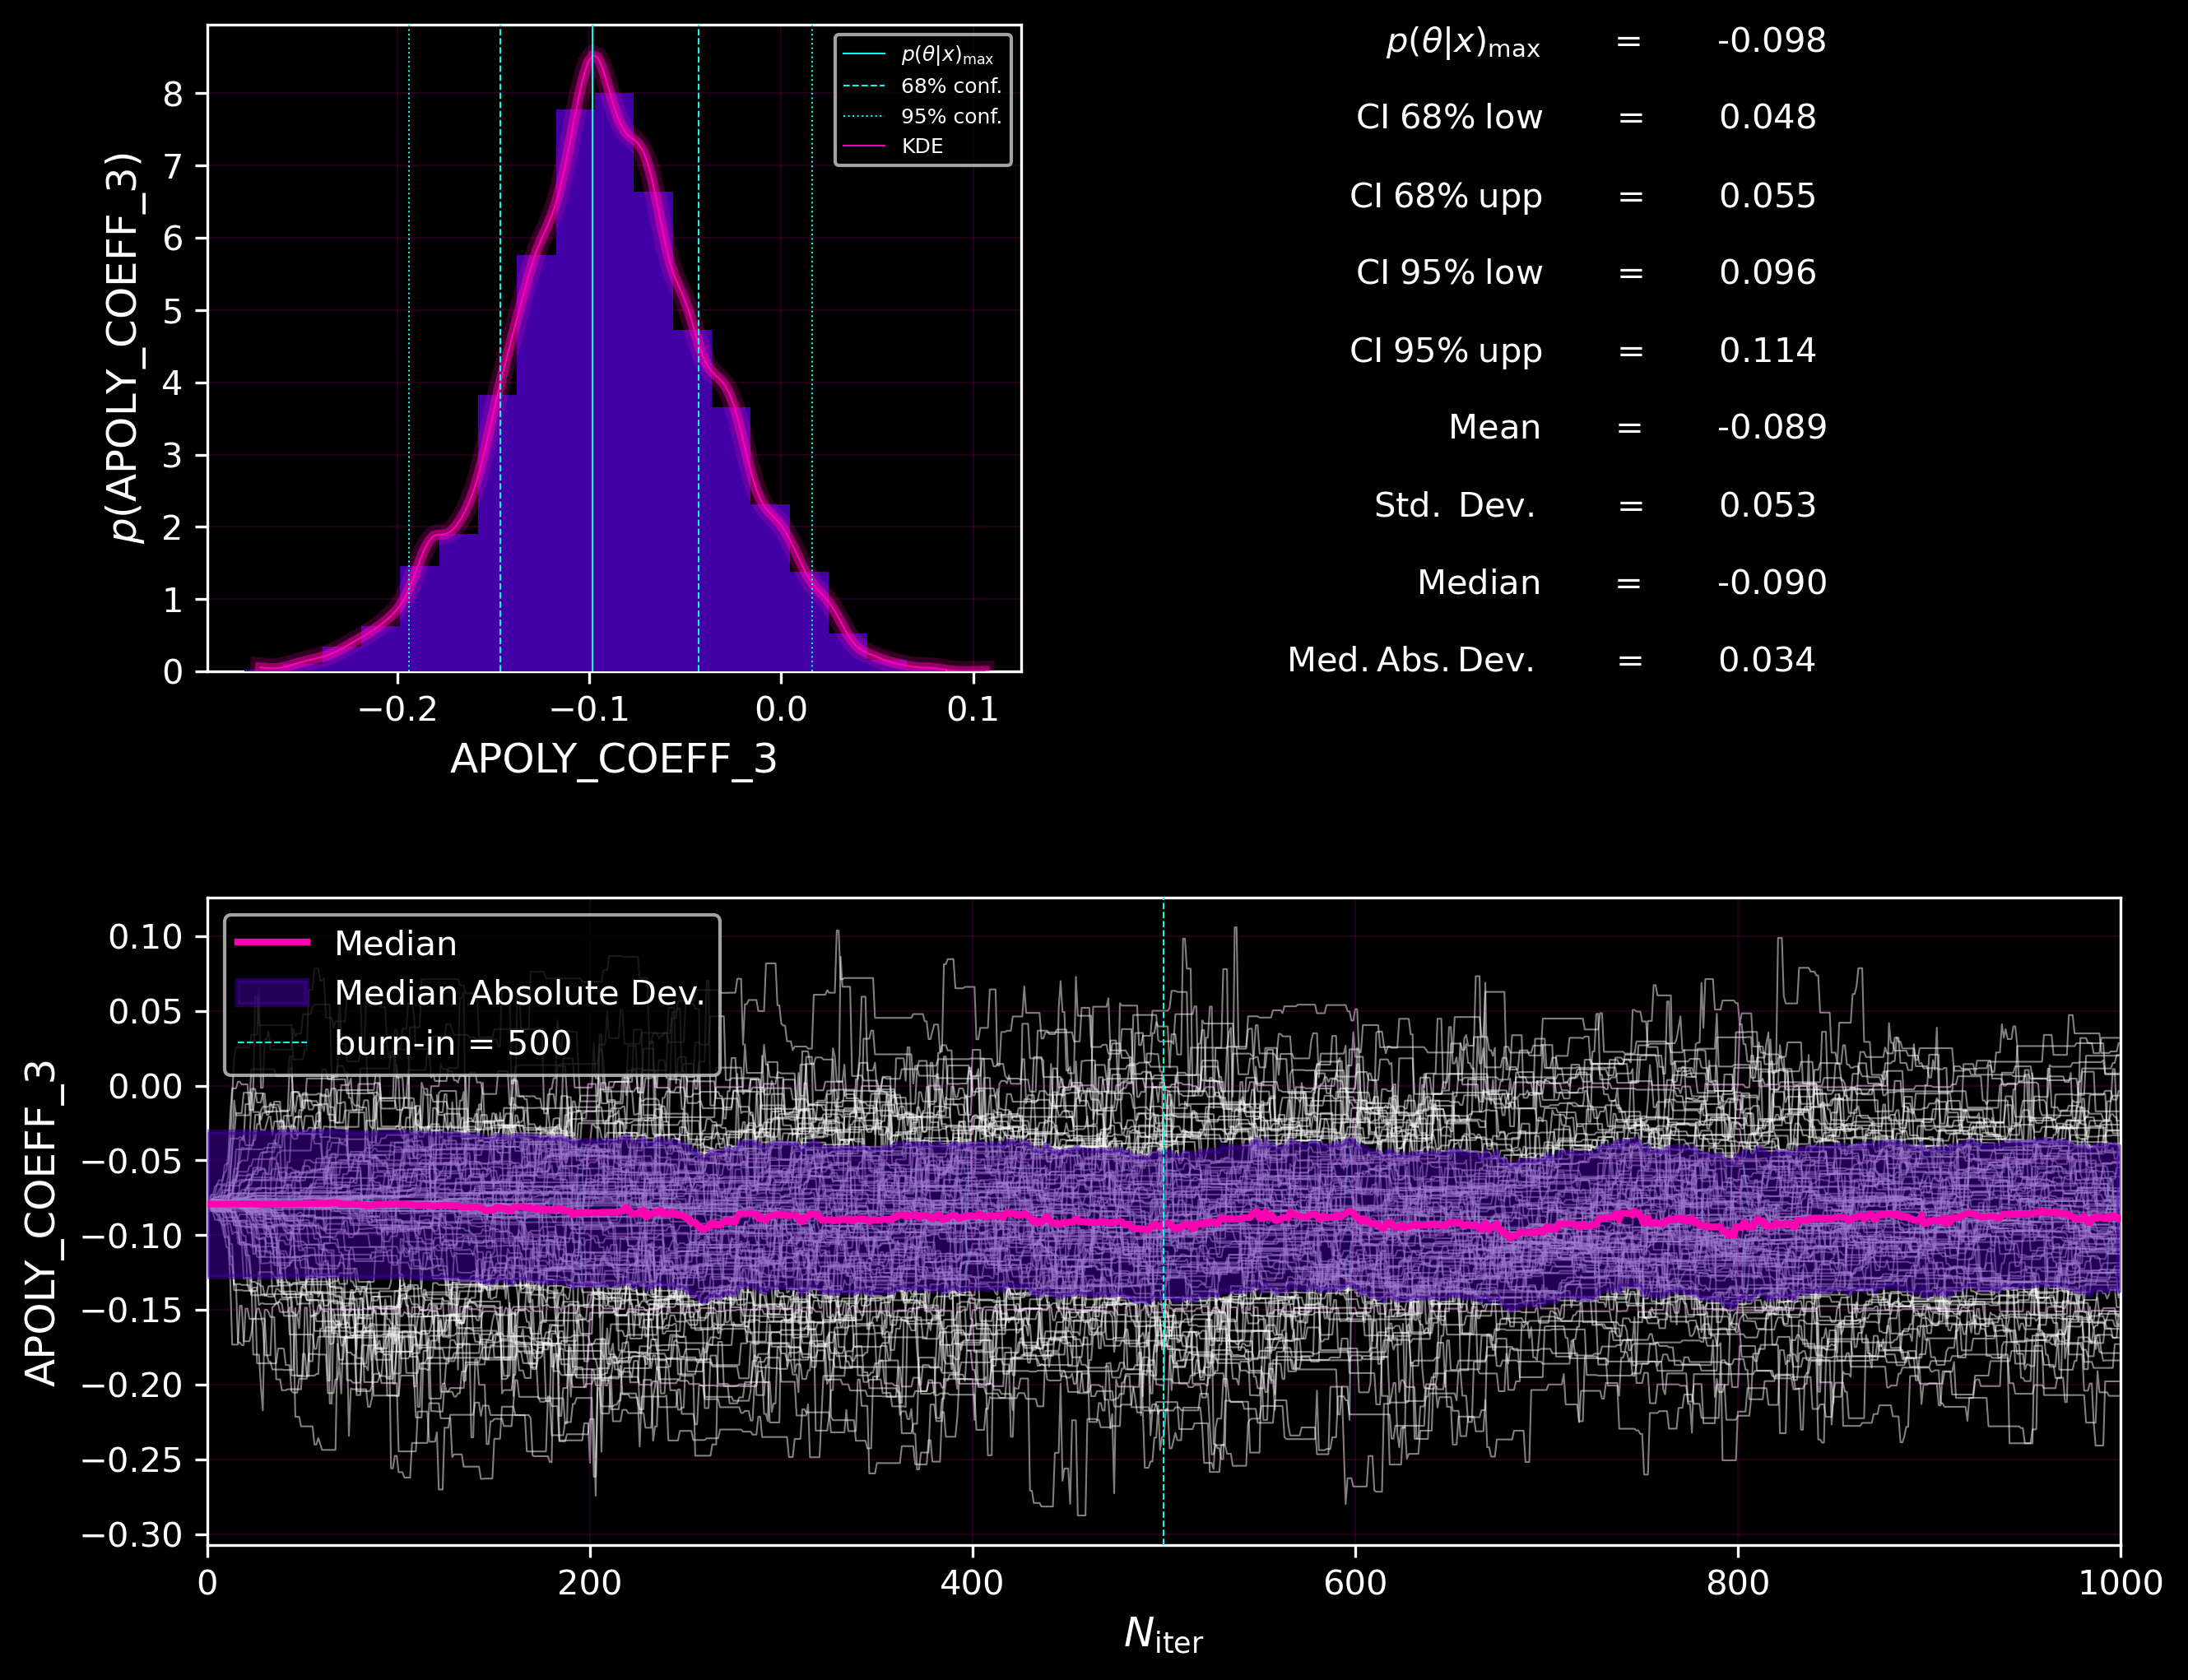 p(APOLY_COEFF_3)
8
7
6
5
4
3
2
1
0
−0.2 −0.1 0.0 0.1
APOLY_COEFF_3
p(θ|x)max
68% conf.
95% conf.
KDE
p(θ|x)max = -0.098
CI 68% low = 0.048
CI 68% upp = 0.055
CI 95% low = 0.096
CI 95% upp = 0.114
Mean = -0.089
Std. Dev. = 0.053
Median = -0.090
Med. Abs. Dev. = 0.034
APOLY_COEFF_3
0.10
0.05
0.00
−0.05
−0.10
−0.15
−0.20
−0.25
−0.30
Median
Median Absolute Dev.
burn-in = 500
0 200 400 600 800 1000
Niter